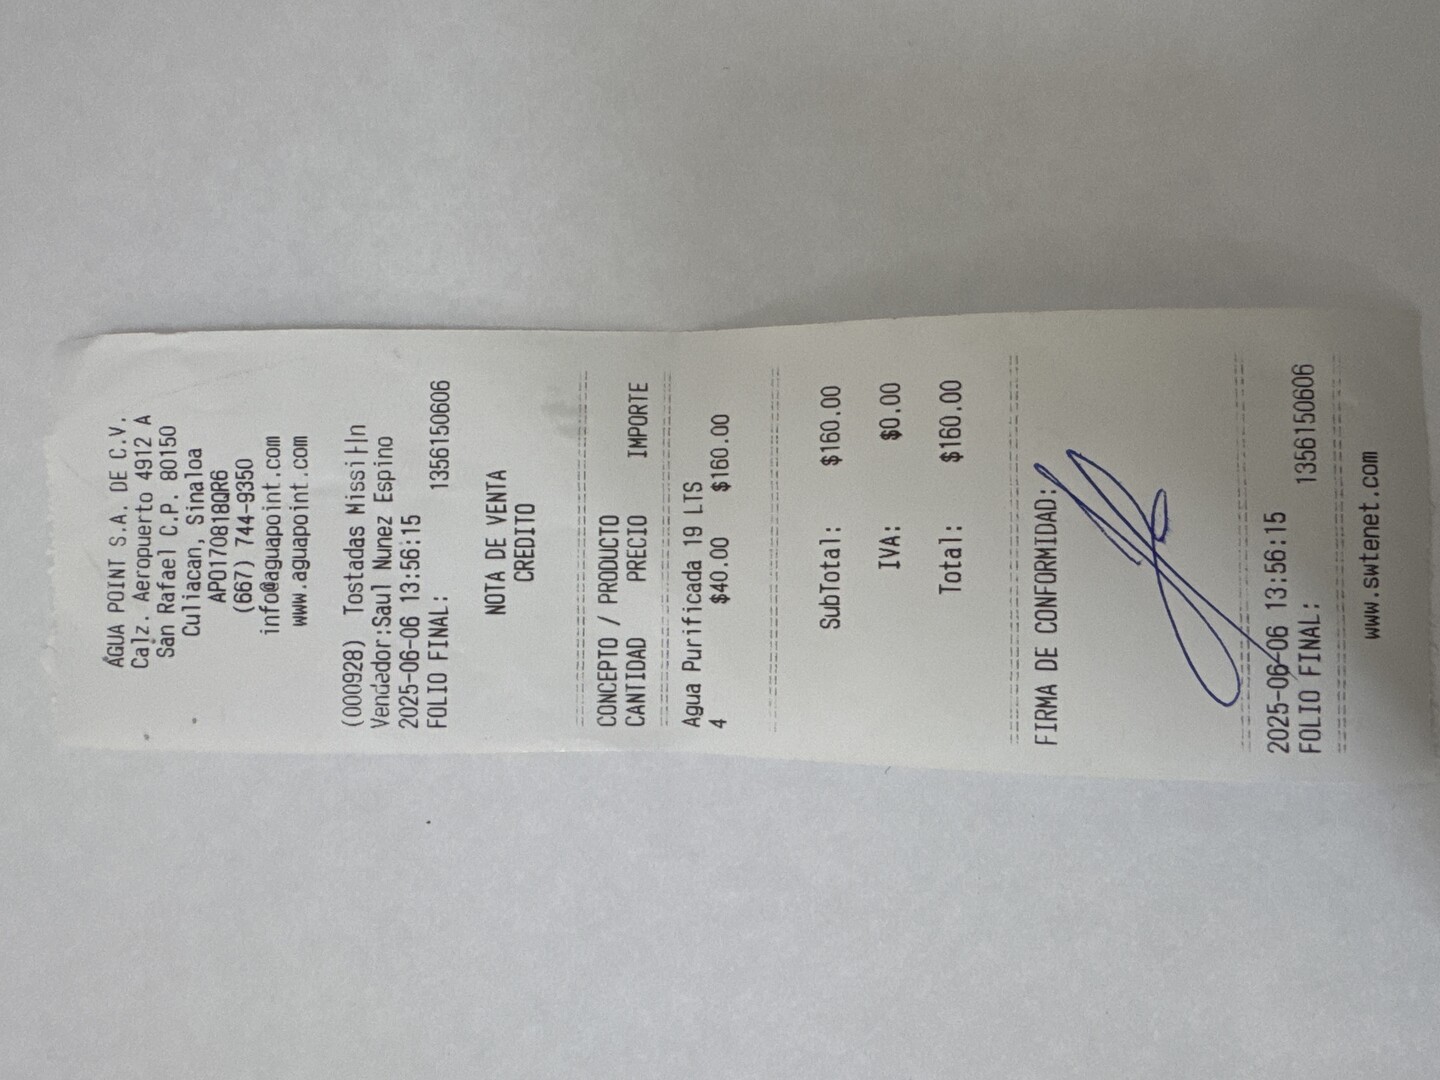 ÁGUA POINT S.A. DE C.V.
Calz. Aeropuerto 4912 A
San Rafael C.P. 80150
Culiacan, Sinaloa
APO170818QR6
(667) 744-9350
info@aguapoint.com
www.aguapoint.com
(000928) Tostadas Missi├│n
Vendedor:Saul Nunez Espino
2025-06-06 13:56:15
FOLIO FINAL: 1356150606
NOTA DE VENTA
CREDITO
CONCEPTO / PRODUCTO
CANTIDAD PRECIO IMPORTE
Agua Purificada 19 LTS
4 $40.00 $160.00
SubTotal: $160.00
IVA: $0.00
Total: $160.00
FIRMA DE CONFORMIDAD:
2025-06-06 13:56:15
FOLIO FINAL: 1356150606
www.swtenet.com